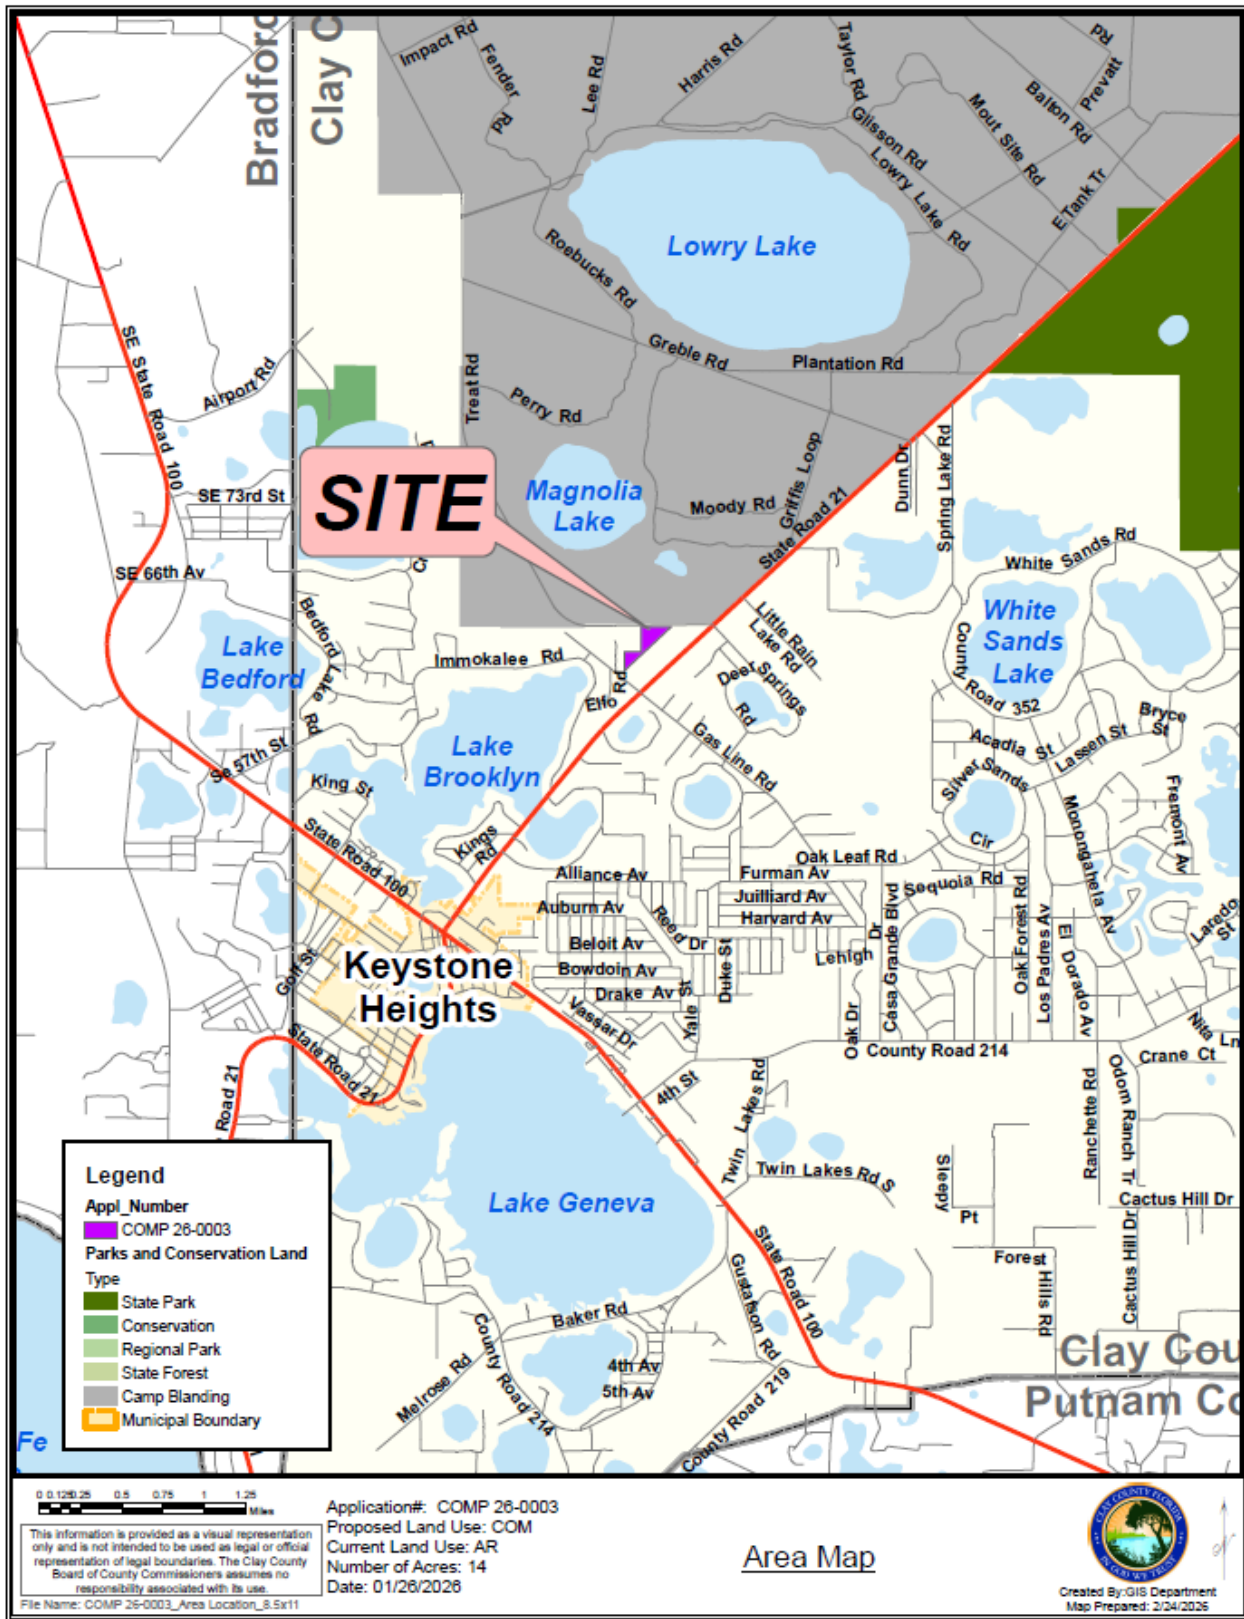 Bradford
Clay C
Impact Rd
Fender Rd
Lee Rd
Harris Rd
Taylor Rd
Glisson Rd
Lowry Lake Rd
Mout Site Rd
Balton Rd
Prevatt Rd
E Tank Tr
Lowry Lake
Roebucks Rd
Greble Rd
Plantation Rd
SE State Road 100
Airport Rd
Treat Rd
Perry Rd
SITE
Magnolia
Lake
Moody Rd
Griffis Loop
State Road 21
Dunn Dr
Spring Lake Rd
SE 73rd St
SE 66th Av
White Sands Rd
White
Sands
Lake
County Road 352
Lake
Bedford
Bedford Lake Rd
Immokalee Rd
Elfo Rd
Little Rain
Lake Rd
Deer Springs Rd
Gas Line Rd
Bryce St
Acadia St
Lassen St
Silver Sands Cir
Fremont Av
Monongahela Av
Se 57th St
King St
Lake
Brooklyn
State Road 100
Kings Rd
Oak Leaf Rd
Alliance Av
Furman Av
Juilliard Av
Harvard Av
Auburn Av
Reed Dr
Beloit Av
Bowdoin Av
Drake Av
Duke St
Yale St
Vassar Dr
Lehigh Dr
Casa Grande Blvd
Sequoia Rd
Oak Forest Rd
Los Padres Av
El Dorado Av
Laredo St
Nita Ln
Golf St
Keystone
Heights
State Road 21
Road 21
Oak Dr
County Road 214
Crane Ct
4th St
Twin Lakes Rd
Twin Lakes Rd S
Ranchette Rd
Odom Ranch Tr
Sleepy Pt
Cactus Hill Dr
Cactus Hill Dr
Forest Hills Rd
Lake Geneva
State Road 100
Gustafson Rd
Baker Rd
County Road 214
Melrose Rd
4th Av
5th Av
County Road 219
Clay Cou
Putnam Co
Fe
Legend
Appl_Number
COMP 26-0003
Parks and Conservation Land
Type
State Park
Conservation
Regional Park
State Forest
Camp Blanding
Municipal Boundary
0 0.125 0.25 0.5 0.75 1 1.25
Miles
This information is provided as a visual representation
only and is not intended to be used as legal or official
representation of legal boundaries. The Clay County
Board of County Commissioners assumes no
responsibility associated with its use.
File Name: COMP 26-0003_Area Location_8.5x11
Application#: COMP 26-0003
Proposed Land Use: COM
Current Land Use: AR
Number of Acres: 14
Date: 01/26/2026
Area Map
CLAY COUNTY FLORIDA
IN GOD WE TRUST
Created By:GIS Department
Map Prepared: 2/24/2026